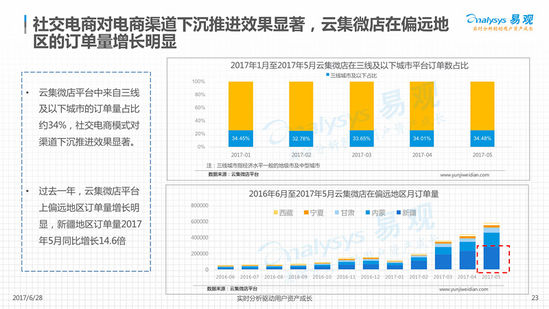 社交电商对电商渠道下沉推进效果显著，云集微店在偏远地
区的订单量增长明显
nalysys 易观
实时分析驱动用户资产成长
• 云集微店平台中来自三线
及以下城市的订单量占比
约34%，社交电商模式对
渠道下沉推进效果显著。
• 过去一年，云集微店平台
上偏远地区订单量增长明
显，新疆地区订单量2017
年5月同比增长14.6倍
2017年1月至2017年5月云集微店在三线及以下城市平台订单数占比
三线城市及以下占比
100%
80%
60%
40%
20%
0%
34.45% 32.78% 33.65% 34.01% 34.48%
2017-01 2017-02 2017-03 2017-04 2017-05
nalysys 易观
注：三线城市指经济水平一般的地级市及中型城市
数据来源：云集微店平台 www.yunjiweidian.com
2016年6月至2017年5月云集微店在偏远地区月订单量
西藏 宁夏 甘肃 内蒙 新疆
800000
600000
400000
200000
0
nalysys 易观
2016-06 2016-07 2016-08 2016-09 2016-10 2016-11 2016-12 2017-01 2017-02 2017-03 2017-04 2017-05
数据来源：云集微店平台 www.yunjiweidian.com
2017/6/28 实时分析驱动用户资产成长 23